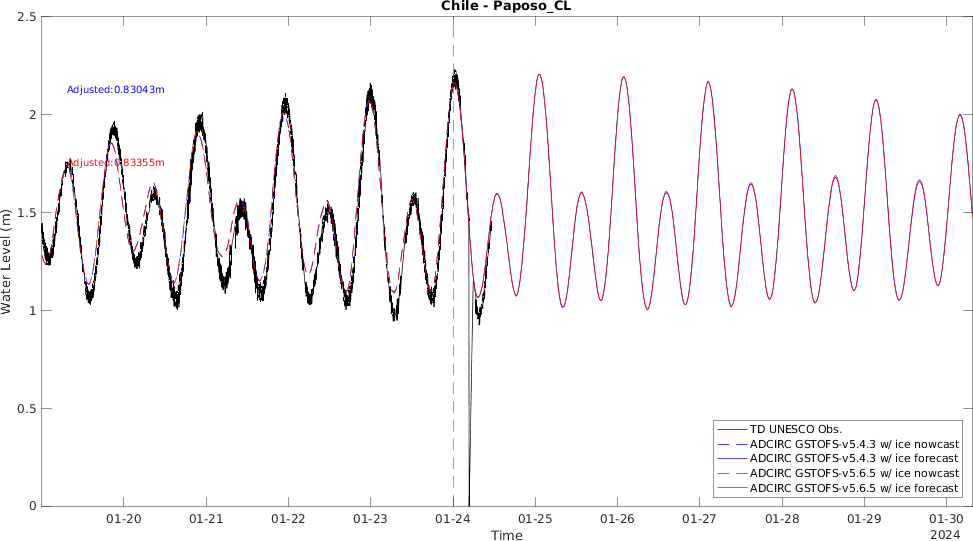 Chile - Paposo_CL
2.5
2
1.5
1
0.5
0
Water Level (m)
Adjusted:0.83043m
Adjusted:0.83355m
TD UNESCO Obs.
ADCIRC GSTOFS-v5.4.3 w/ ice nowcast
ADCIRC GSTOFS-v5.4.3 w/ ice forecast
ADCIRC GSTOFS-v5.6.5 w/ ice nowcast
ADCIRC GSTOFS-v5.6.5 w/ ice forecast
01-20 01-21 01-22 01-23 01-24 01-25 01-26 01-27 01-28 01-29 01-30
Time
2024